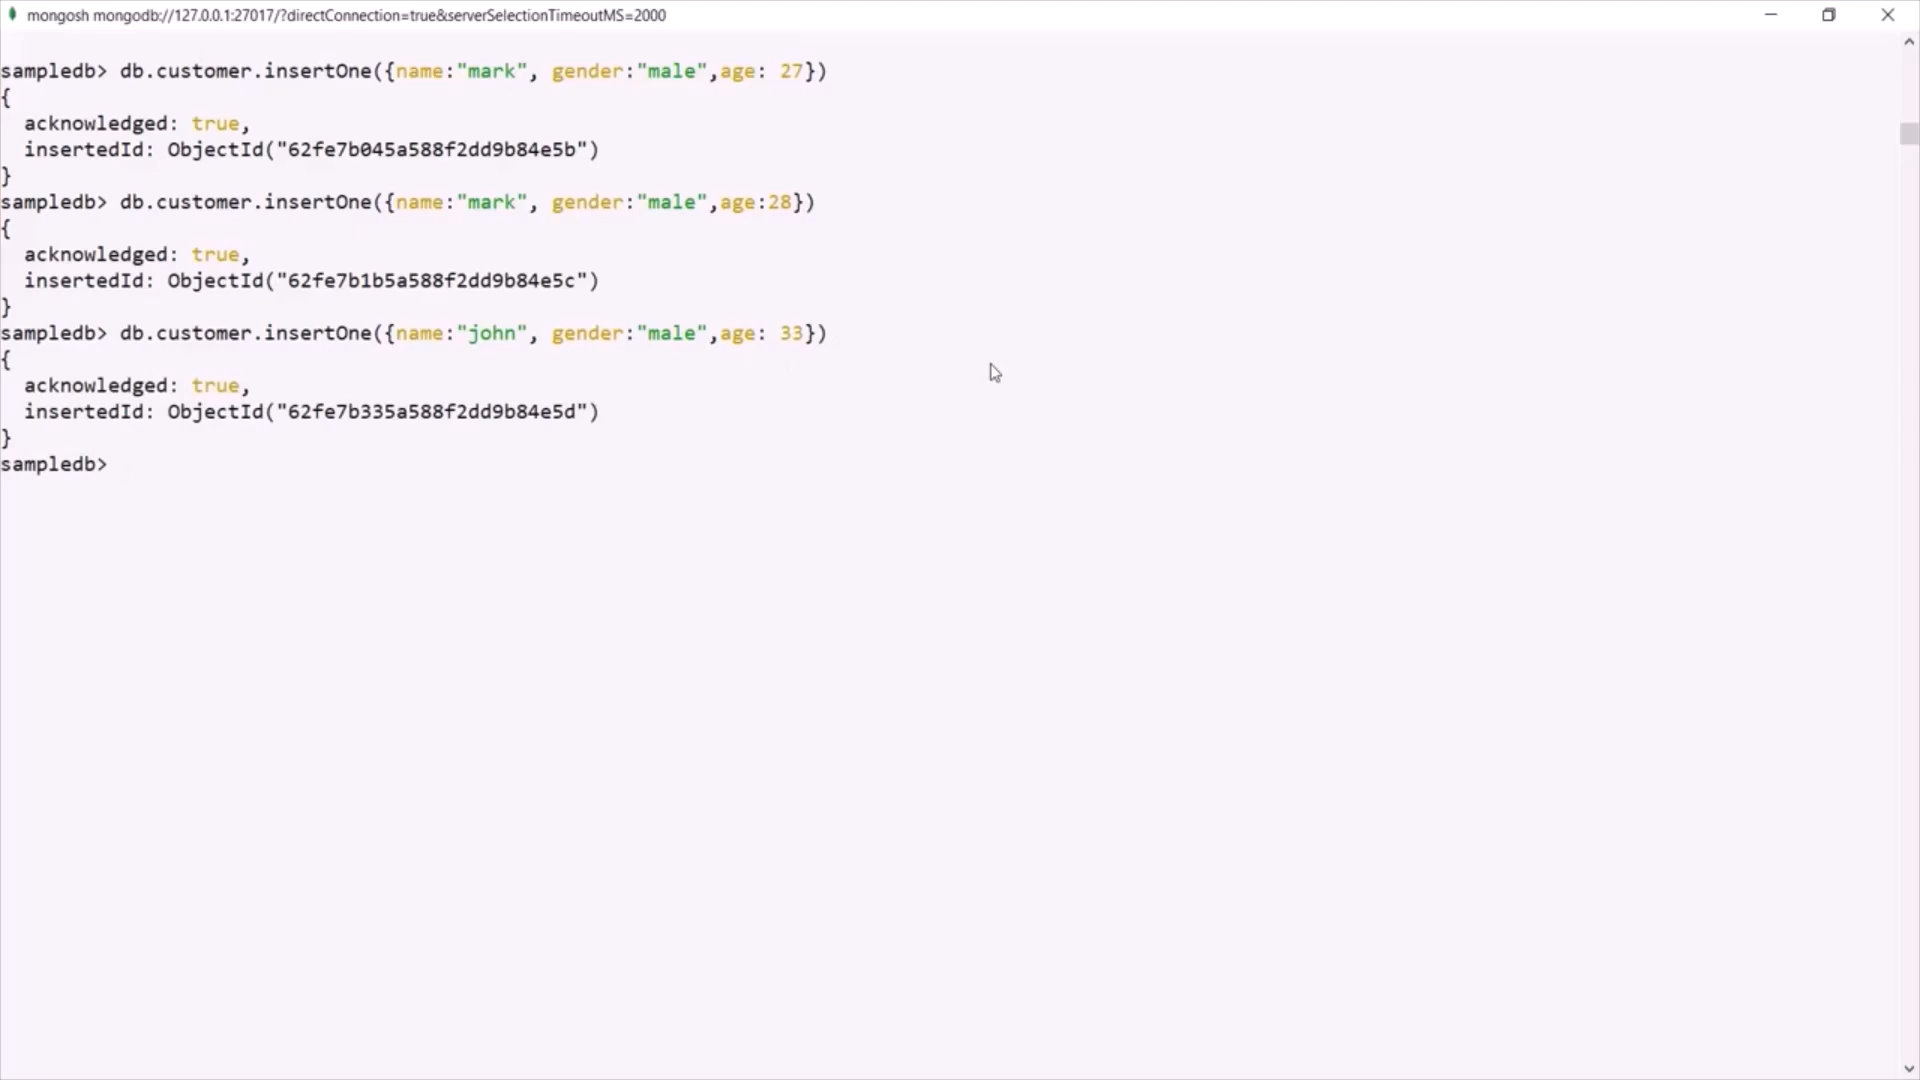 mongosh mongodb://127.0.0.1:27017/?directConnection=true&serverSelectionTimeoutMS=2000
sampledb> db.customer.insertOne({name:"mark", gender:"male",age: 27})
{
  acknowledged: true,
  insertedId: ObjectId("62fe7b045a588f2dd9b84e5b")
}
sampledb> db.customer.insertOne({name:"mark", gender:"male",age:28})
{
  acknowledged: true,
  insertedId: ObjectId("62fe7b1b5a588f2dd9b84e5c")
}
sampledb> db.customer.insertOne({name:"john", gender:"male",age: 33})
{
  acknowledged: true,
  insertedId: ObjectId("62fe7b335a588f2dd9b84e5d")
}
sampledb>